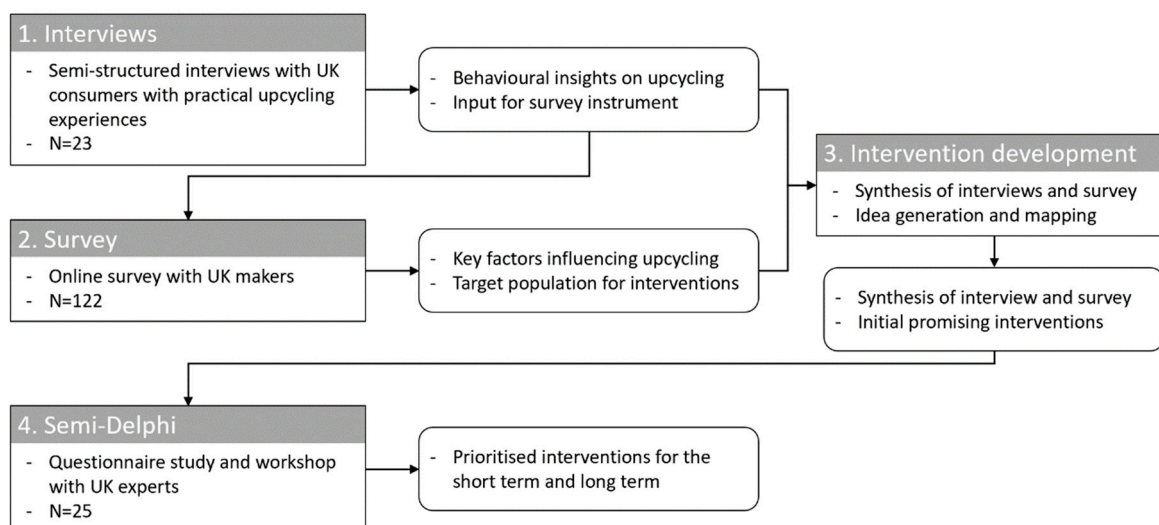 1. Interviews
- Semi-structured interviews with UK
consumers with practical upcycling
experiences
- N=23
- Behavioural insights on upcycling
- Input for survey instrument
2. Survey
- Online survey with UK makers
- N=122
- Key factors influencing upcycling
- Target population for interventions
3. Intervention development
- Synthesis of interviews and survey
- Idea generation and mapping
- Synthesis of interview and survey
- Initial promising interventions
4. Semi-Delphi
- Questionnaire study and workshop
with UK experts
- N=25
- Prioritised interventions for the
short term and long term